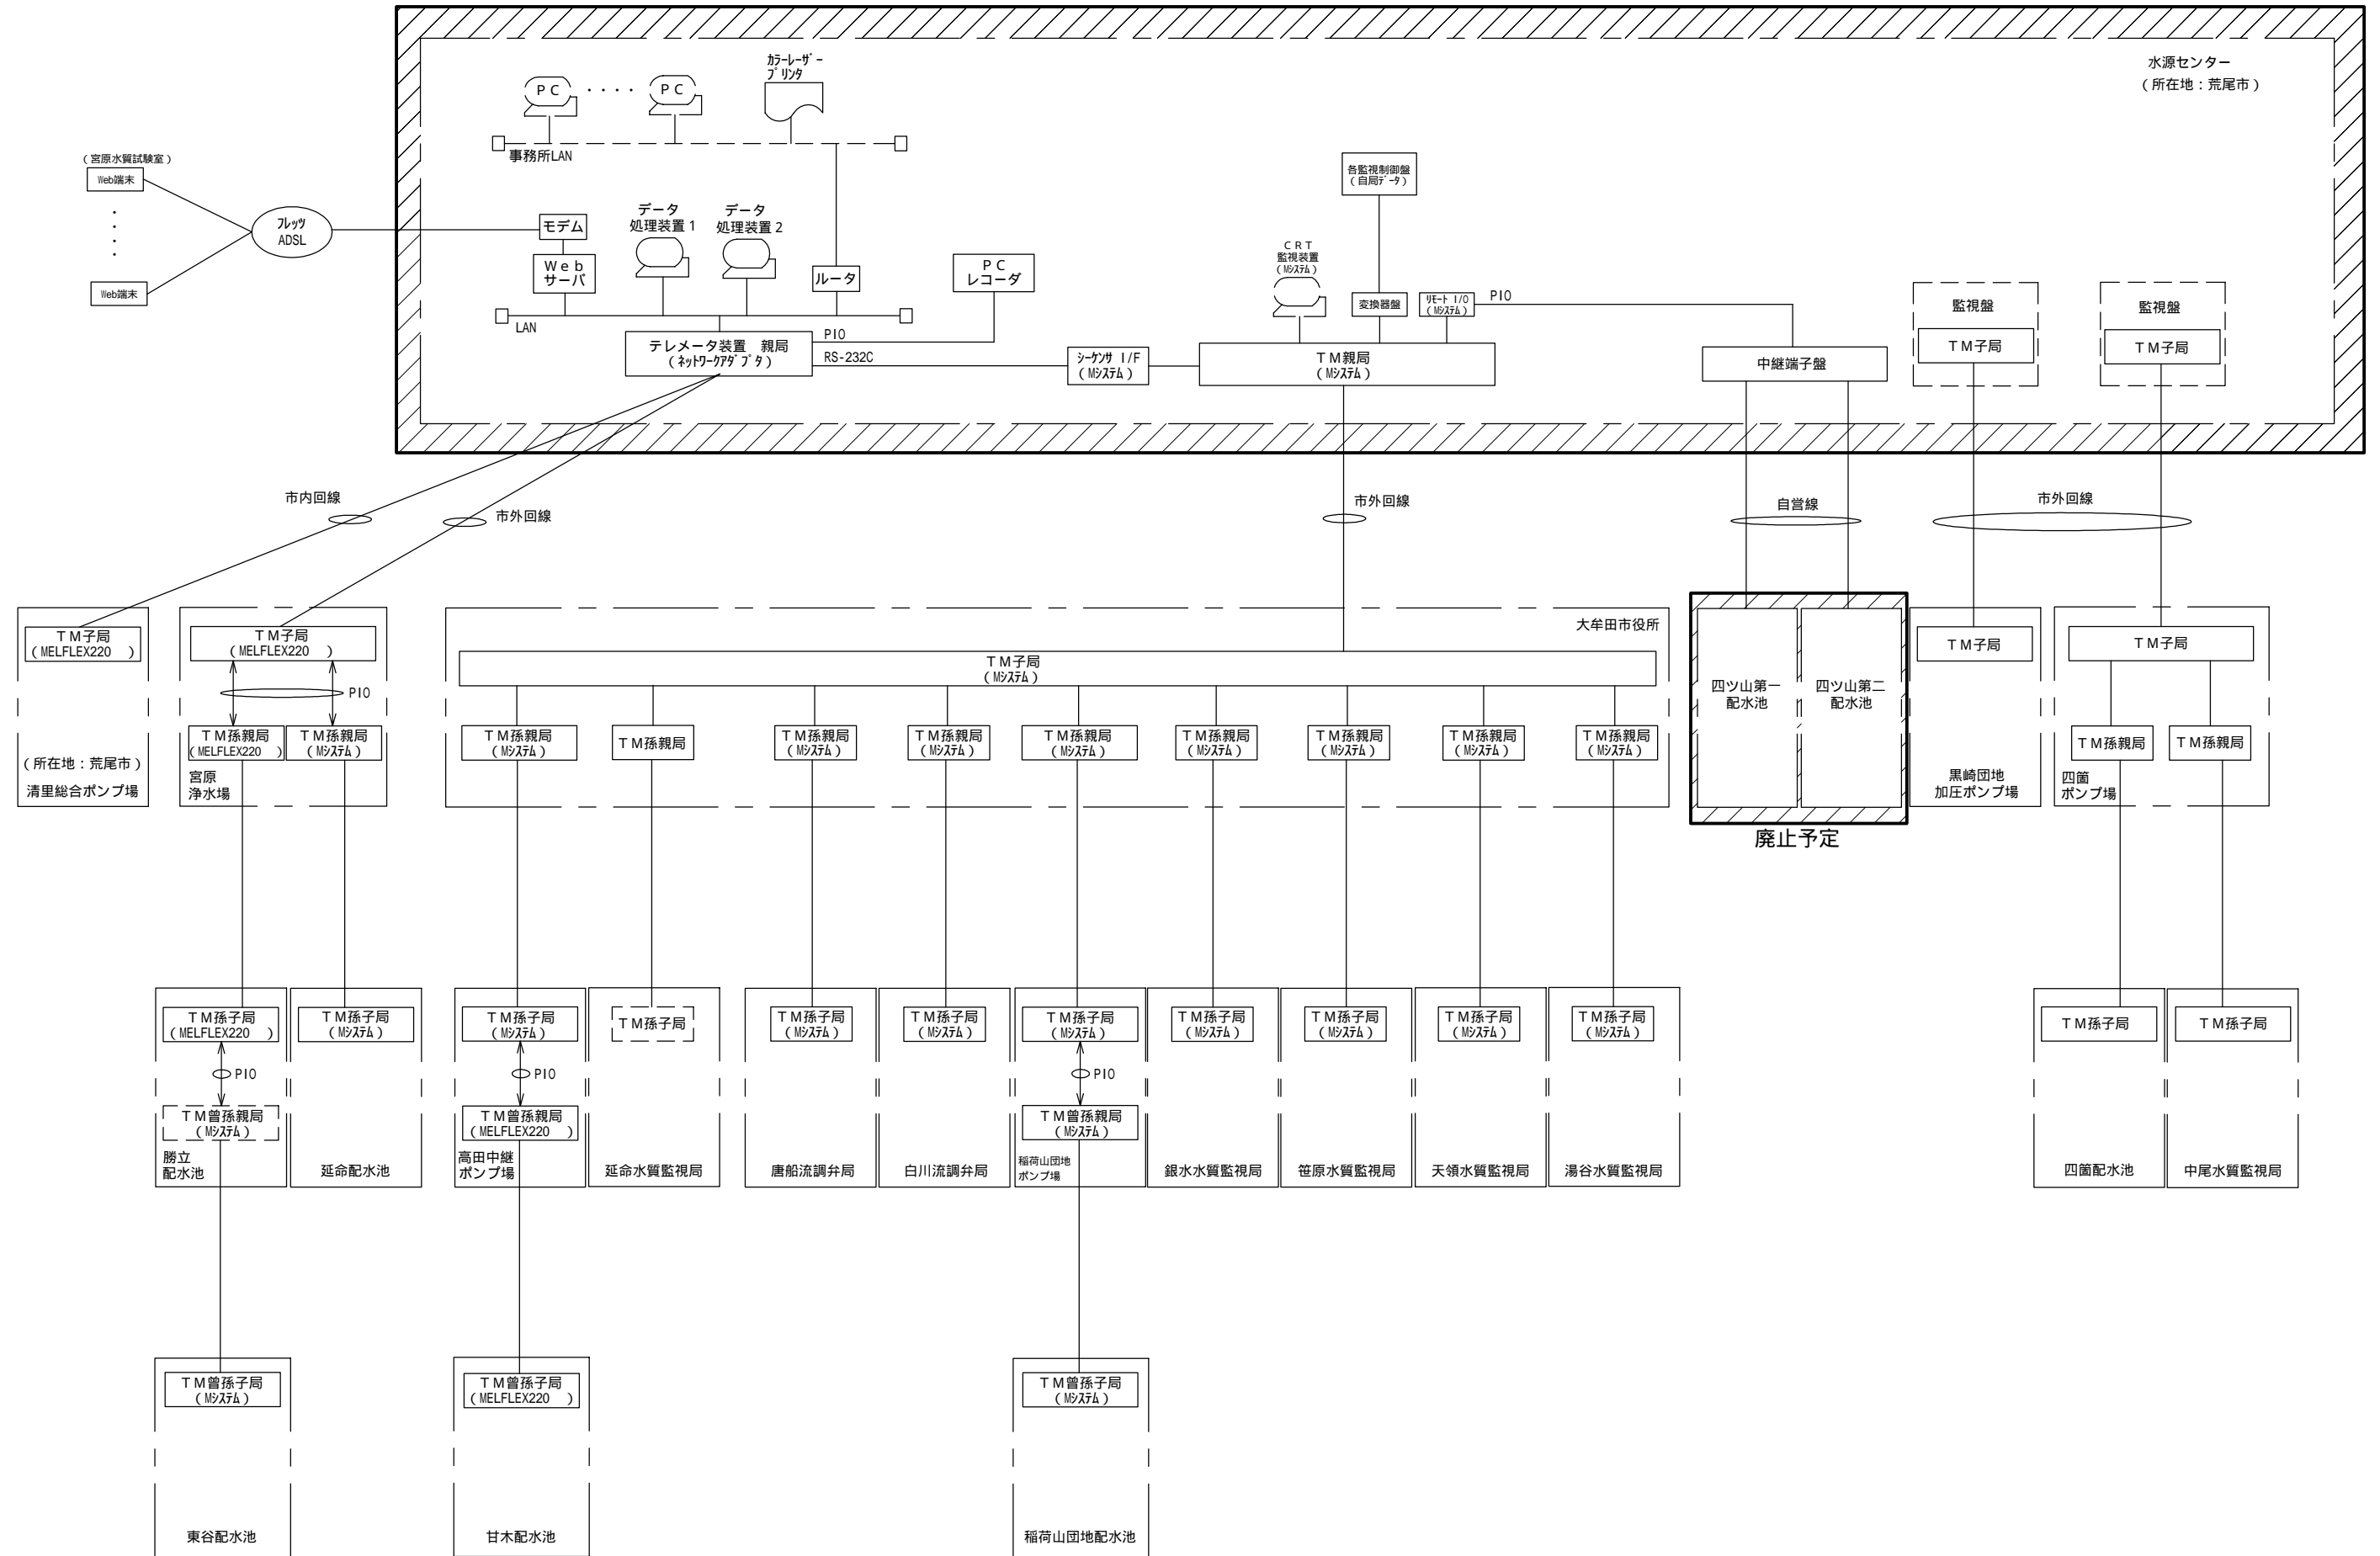 水源センター
（所在地：荒尾市）
カラーレーザー
プリンタ
ＰＣ ・・・・ ＰＣ
事務所LAN
（宮原水質試験室）
Web端末
・・・・
Web端末
フレッツ
ADSL
モデム
Ｗｅｂ
サーバ
データ
処理装置１
データ
処理装置２
ルータ
ＰＣ
レコーダ
LAN
テレメータ装置　親局
（ネットワークアダプタ）
PIO
RS-232C
シーケンサ I/F
（Mシステム）
各監視制御盤
（自局データ）
ＣＲＴ
監視装置
（Mシステム）
変換器盤
リモート I/O
（Mシステム）
PIO
ＴＭ親局
（Mシステム）
中継端子盤
監視盤
ＴＭ子局
監視盤
ＴＭ子局
市内回線
市外回線
市外回線
自営線
市外回線
ＴＭ子局
（MELFLEX220　）
（所在地：荒尾市）
清里総合ポンプ場
ＴＭ子局
（MELFLEX220　）
PIO
ＴＭ孫親局
（MELFLEX220　）
ＴＭ孫親局
（Mシステム）
宮原
浄水場
大牟田市役所
ＴＭ子局
（Mシステム）
ＴＭ孫親局
（Mシステム）
ＴＭ孫親局
ＴＭ孫親局
（Mシステム）
ＴＭ孫親局
（Mシステム）
ＴＭ孫親局
（Mシステム）
ＴＭ孫親局
（Mシステム）
ＴＭ孫親局
（Mシステム）
ＴＭ孫親局
（Mシステム）
ＴＭ孫親局
（Mシステム）
四ツ山第一
配水池
四ツ山第二
配水池
廃止予定
ＴＭ子局
黒崎団地
加圧ポンプ場
ＴＭ子局
ＴＭ孫親局
ＴＭ孫親局
四箇
ポンプ場
ＴＭ孫子局
（MELFLEX220　）
PIO
ＴＭ曾孫親局
（Mシステム）
勝立
配水池
ＴＭ孫子局
（Mシステム）
延命配水池
ＴＭ孫子局
（Mシステム）
PIO
ＴＭ曾孫親局
（MELFLEX220　）
高田中継
ポンプ場
ＴＭ孫子局
延命水質監視局
ＴＭ孫子局
（Mシステム）
唐船流調弁局
ＴＭ孫子局
（Mシステム）
白川流調弁局
ＴＭ孫子局
（Mシステム）
PIO
ＴＭ曾孫親局
（Mシステム）
稲荷山団地
ポンプ場
ＴＭ孫子局
（Mシステム）
銀水水質監視局
ＴＭ孫子局
（Mシステム）
笹原水質監視局
ＴＭ孫子局
（Mシステム）
天領水質監視局
ＴＭ孫子局
（Mシステム）
湯谷水質監視局
ＴＭ孫子局
四箇配水池
ＴＭ孫子局
中尾水質監視局
ＴＭ曾孫子局
（Mシステム）
東谷配水池
ＴＭ曾孫子局
（MELFLEX220　）
甘木配水池
ＴＭ曾孫子局
（Mシステム）
稲荷山団地配水池